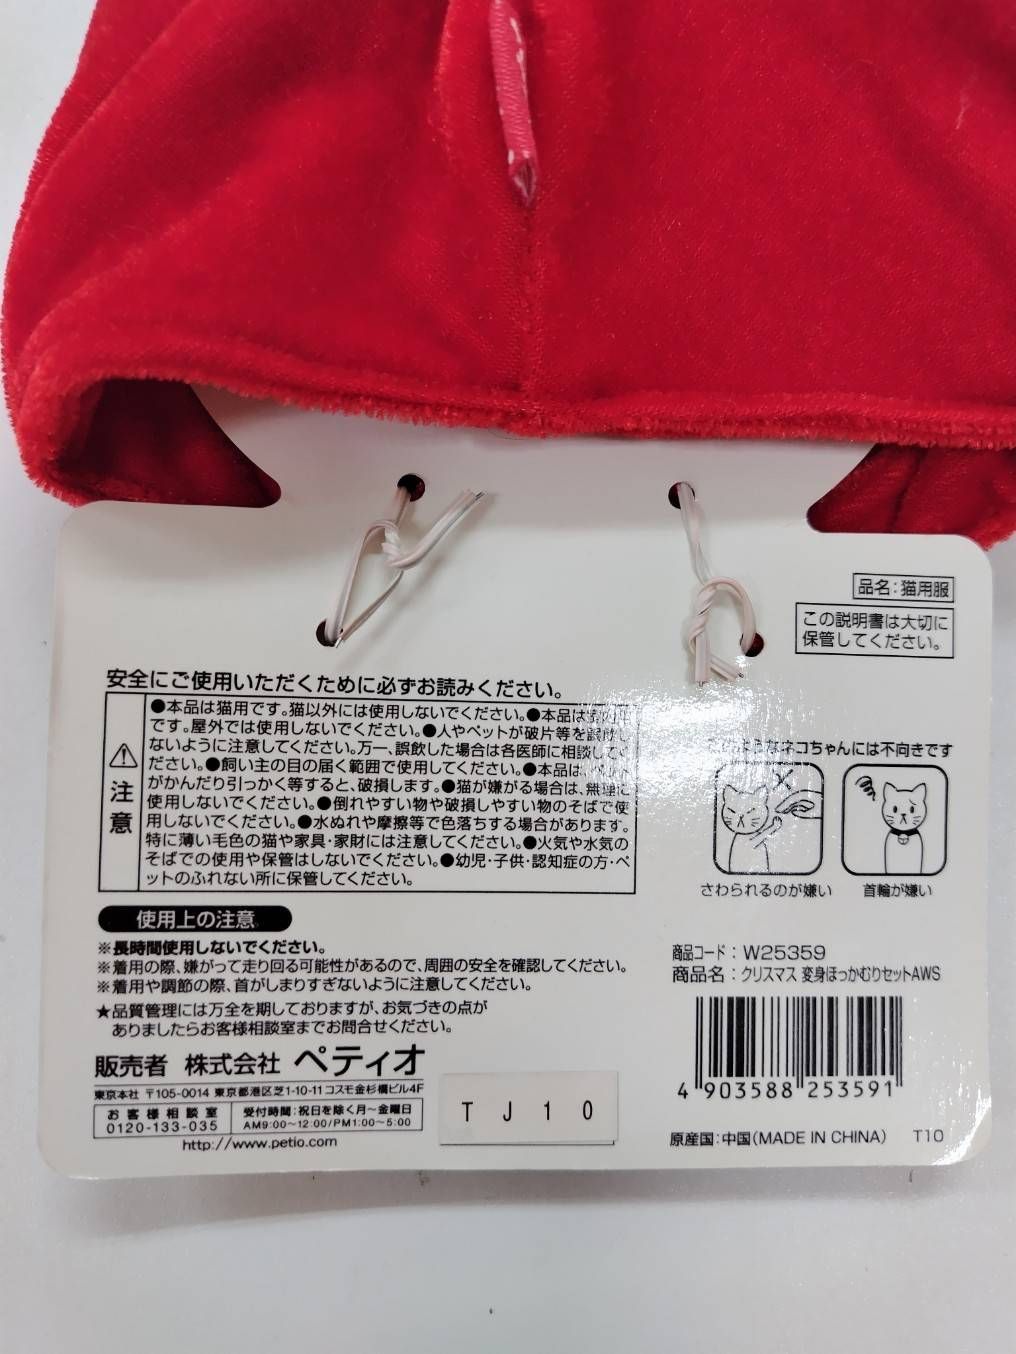 品名:猫用服
この説明書は大切に
保管してください。
安全にご使用いただくために必ずお読みください。
注意
●本品は猫用です。猫以外には使用しないでください。●本品は
です。屋外では使用しないでください。●人やペットが破片等を誤飲し
ないように注意してください。万一、誤飲した場合は各医師に相談して
ださい。●飼い主の目の届く範囲で使用してください。●本品は、
がかんだり引っかく等すると、破損します。●猫が嫌がる場合は、無理に
使用しないでください。●倒れやすい物や破損しやすい物のそばで使
用しないでください。●水ぬれや摩擦等で色落ちする場合があります。
特に薄い毛色の猫や家具・家財には注意してください。●火気や水気の
そばでの使用や保管はしないでください。●幼児・子供・認知症の方・ペ
ットのふれない所に保管してください。
なネコちゃんには不向きです
さわられるのが嫌い
首輪が嫌い
使用上の注意
※長時間使用しないでください。
※着用の際、嫌がって走り回る可能性があるので、周囲の安全を確認してください。
※着用や調節の際、首がしまりすぎないように注意してください。
★品質管理には万全を期しておりますが、お気づきの点が
ありましたらお客様相談室までお問合せください。
販売者 株式会社 ペティオ
東京本社 〒105-0014 東京都港区芝1-10-11 コスモ金杉橋ビル4F
お客様相談室
0120-133-035
受付時間:祝日を除く月~金曜日
AM9:00~12:00/PM1:00~5:00
http://www.petio.com
TJ10
商品コード:W25359
商品名:クリスマス 変身ほっかむりセットAWS
4 903588 253591
原産国:中国(MADE IN CHINA) T10